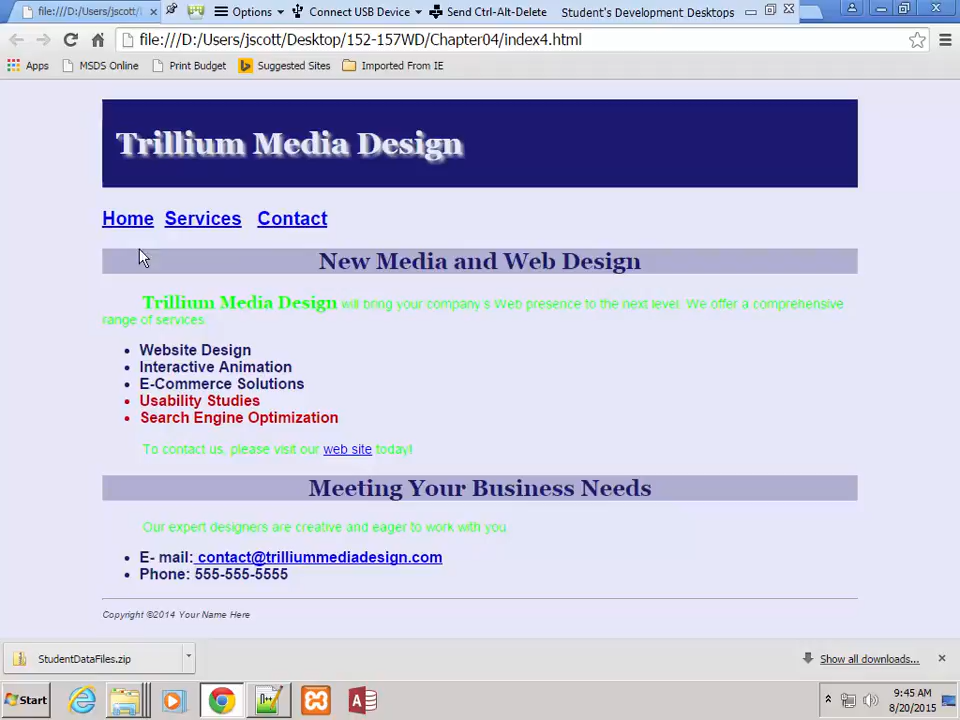 file:///D:/Users/jscott/
Options
Connect USB Device
Send Ctrl-Alt-Delete
Student's Development Desktops
file:///D:/Users/jscott/Desktop/152-157WD/Chapter04/index4.html
Apps
MSDS Online
Print Budget
Suggested Sites
Imported From IE
Trillium Media Design
Home Services Contact
New Media and Web Design
Trillium Media Design will bring your company's Web presence to the next level. We offer a comprehensive
range of services:
Website Design
Interactive Animation
E-Commerce Solutions
Usability Studies
Search Engine Optimization
To contact us, please visit our web site today!
Meeting Your Business Needs
Our expert designers are creative and eager to work with you.
E- mail: contact@trilliummediadesign.com
Phone: 555-555-5555
Copyright ©2014 Your Name Here
StudentDataFiles.zip
Show all downloads...
Start
9:45 AM
8/20/2015